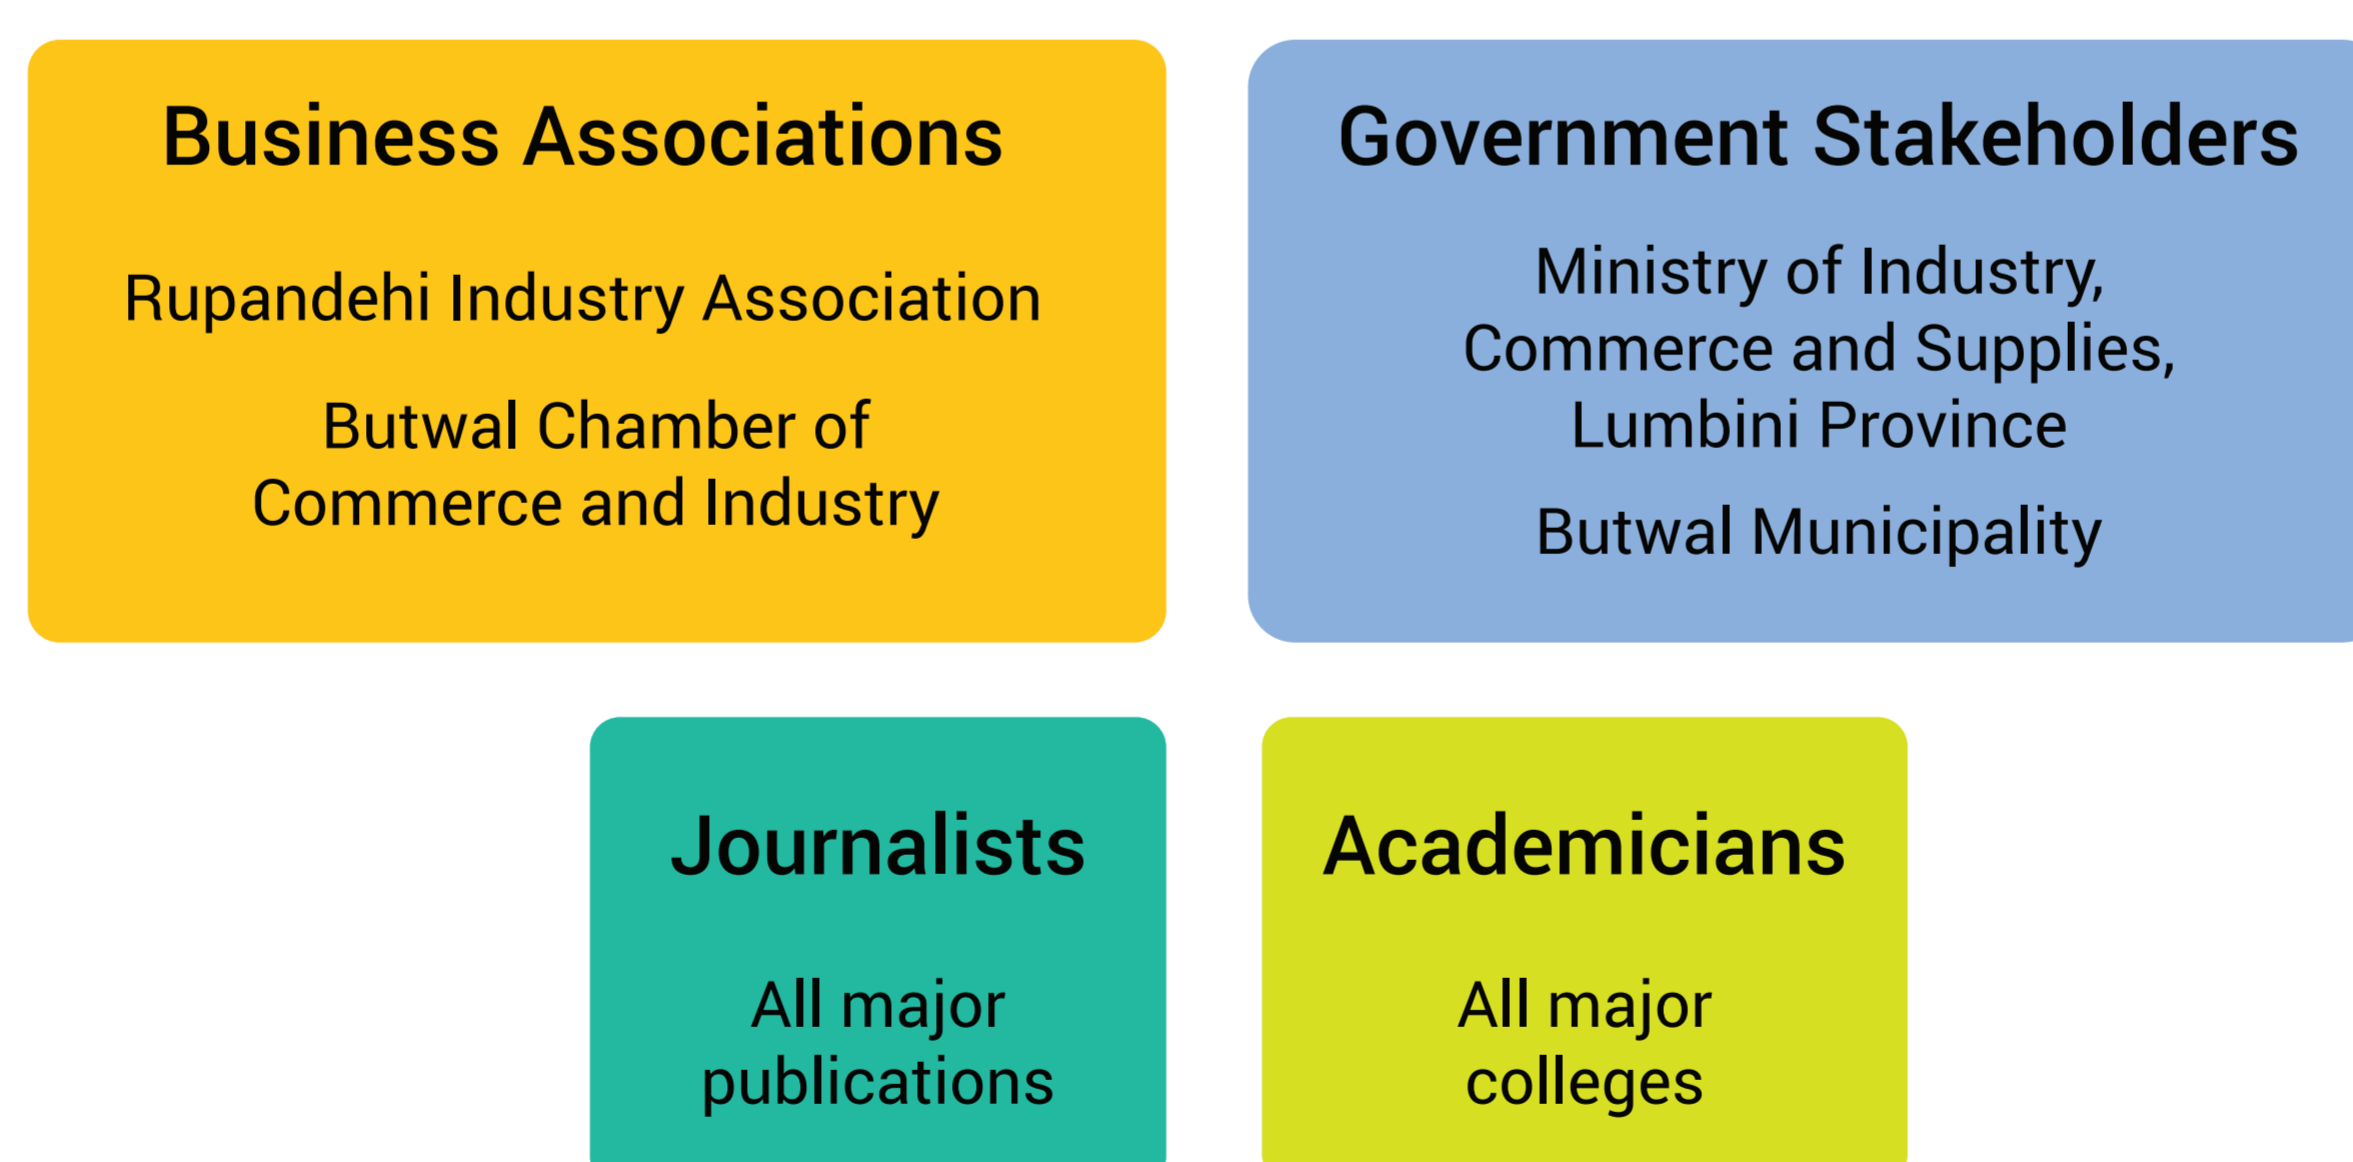 Business Associations
Rupandehi Industry Association
Butwal Chamber of
Commerce and Industry
Government Stakeholders
Ministry of Industry,
Commerce and Supplies,
Lumbini Province
Butwal Municipality
Journalists
All major
publications
Academicians
All major
colleges